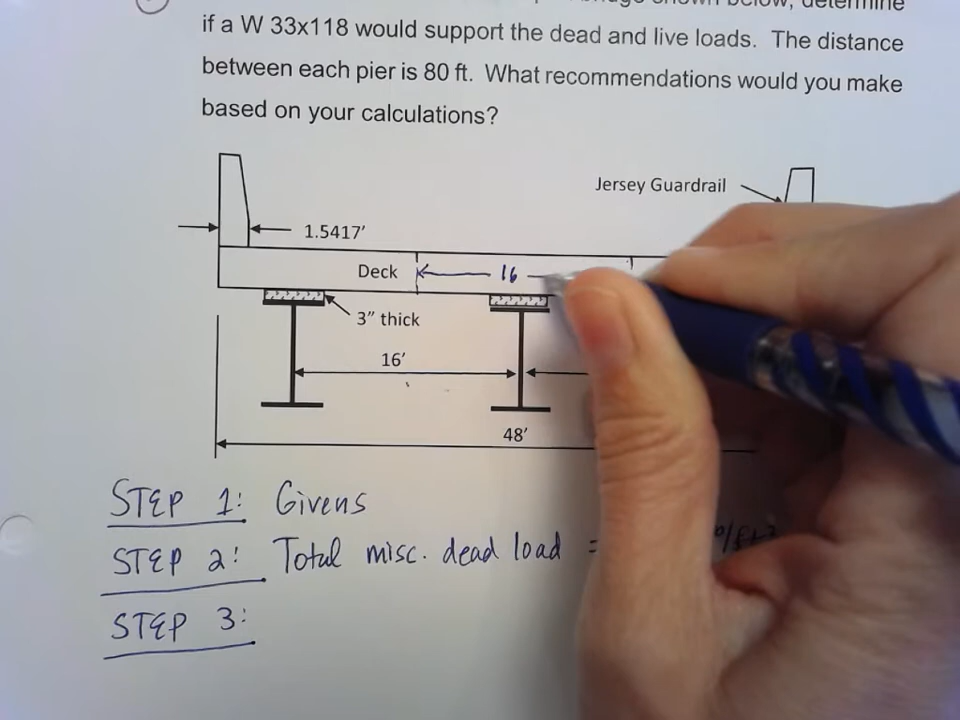 below, determine
if a W 33x118 would support the dead and live loads. The distance
between each pier is 80 ft. What recommendations would you make
based on your calculations?
Jersey Guardrail
1.5417'
Deck 16
3" thick
16'
48'
STEP 1: Givens
STEP 2: Total misc. dead load =
STEP 3: